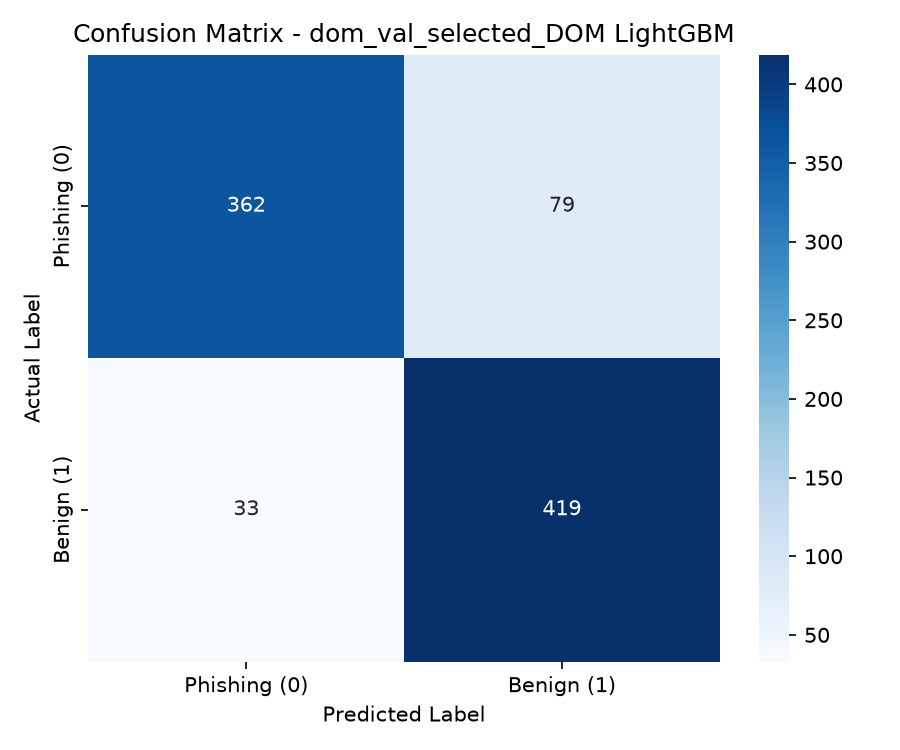 Confusion Matrix - dom_val_selected_DOM LightGBM
Actual Label
Phishing (0)
Benign (1)
362
79
33
419
Phishing (0)
Benign (1)
Predicted Label
400
350
300
250
200
150
100
50